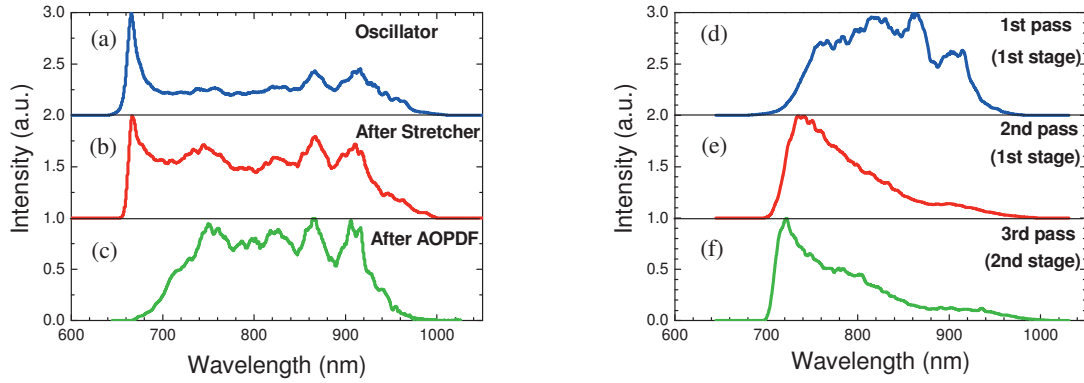 3.0
(a)
Oscillator
2.5
2.0
After Stretcher
(b)
1.5
1.0
After AOPDF
(c)
0.5
0.0
600 700 800 900 1000
Wavelength (nm)
Intensity (a.u.)
3.0
(d)
1st pass
(1st stage)
2.5
2.0
2nd pass
(e)
(1st stage)
1.5
1.0
3rd pass
(f)
(2nd stage)
0.5
0.0
600 700 800 900 1000
Wavelength (nm)
Intensity (a.u.)